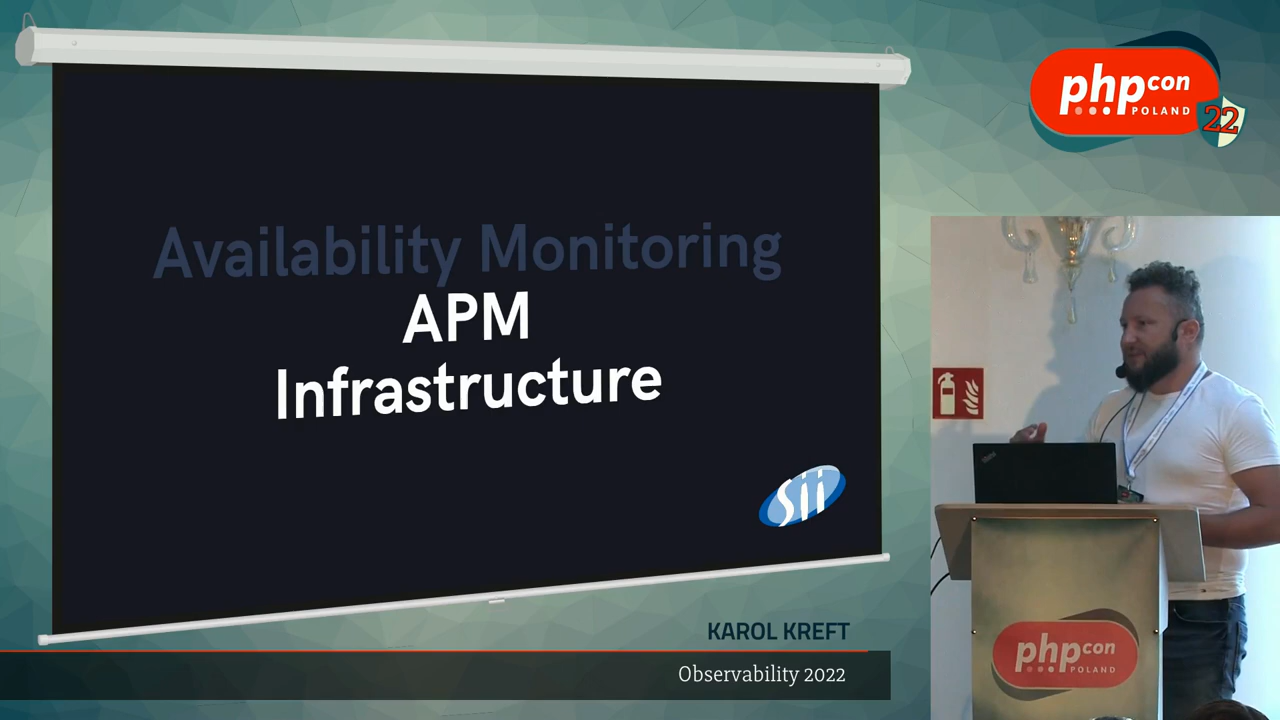 php con
POLAND
22
Availability Monitoring
APM
Infrastructure
sii
KAROL KREFT
Observability 2022
php con
POLAND